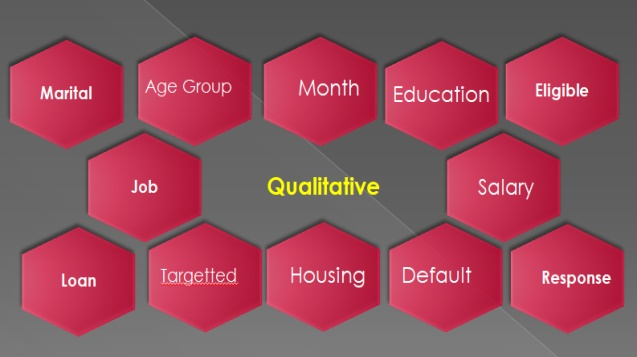 Marital
Age Group
Month
Education
Eligible
Job
Qualitative
Salary
Loan
Targetted
Housing
Default
Response